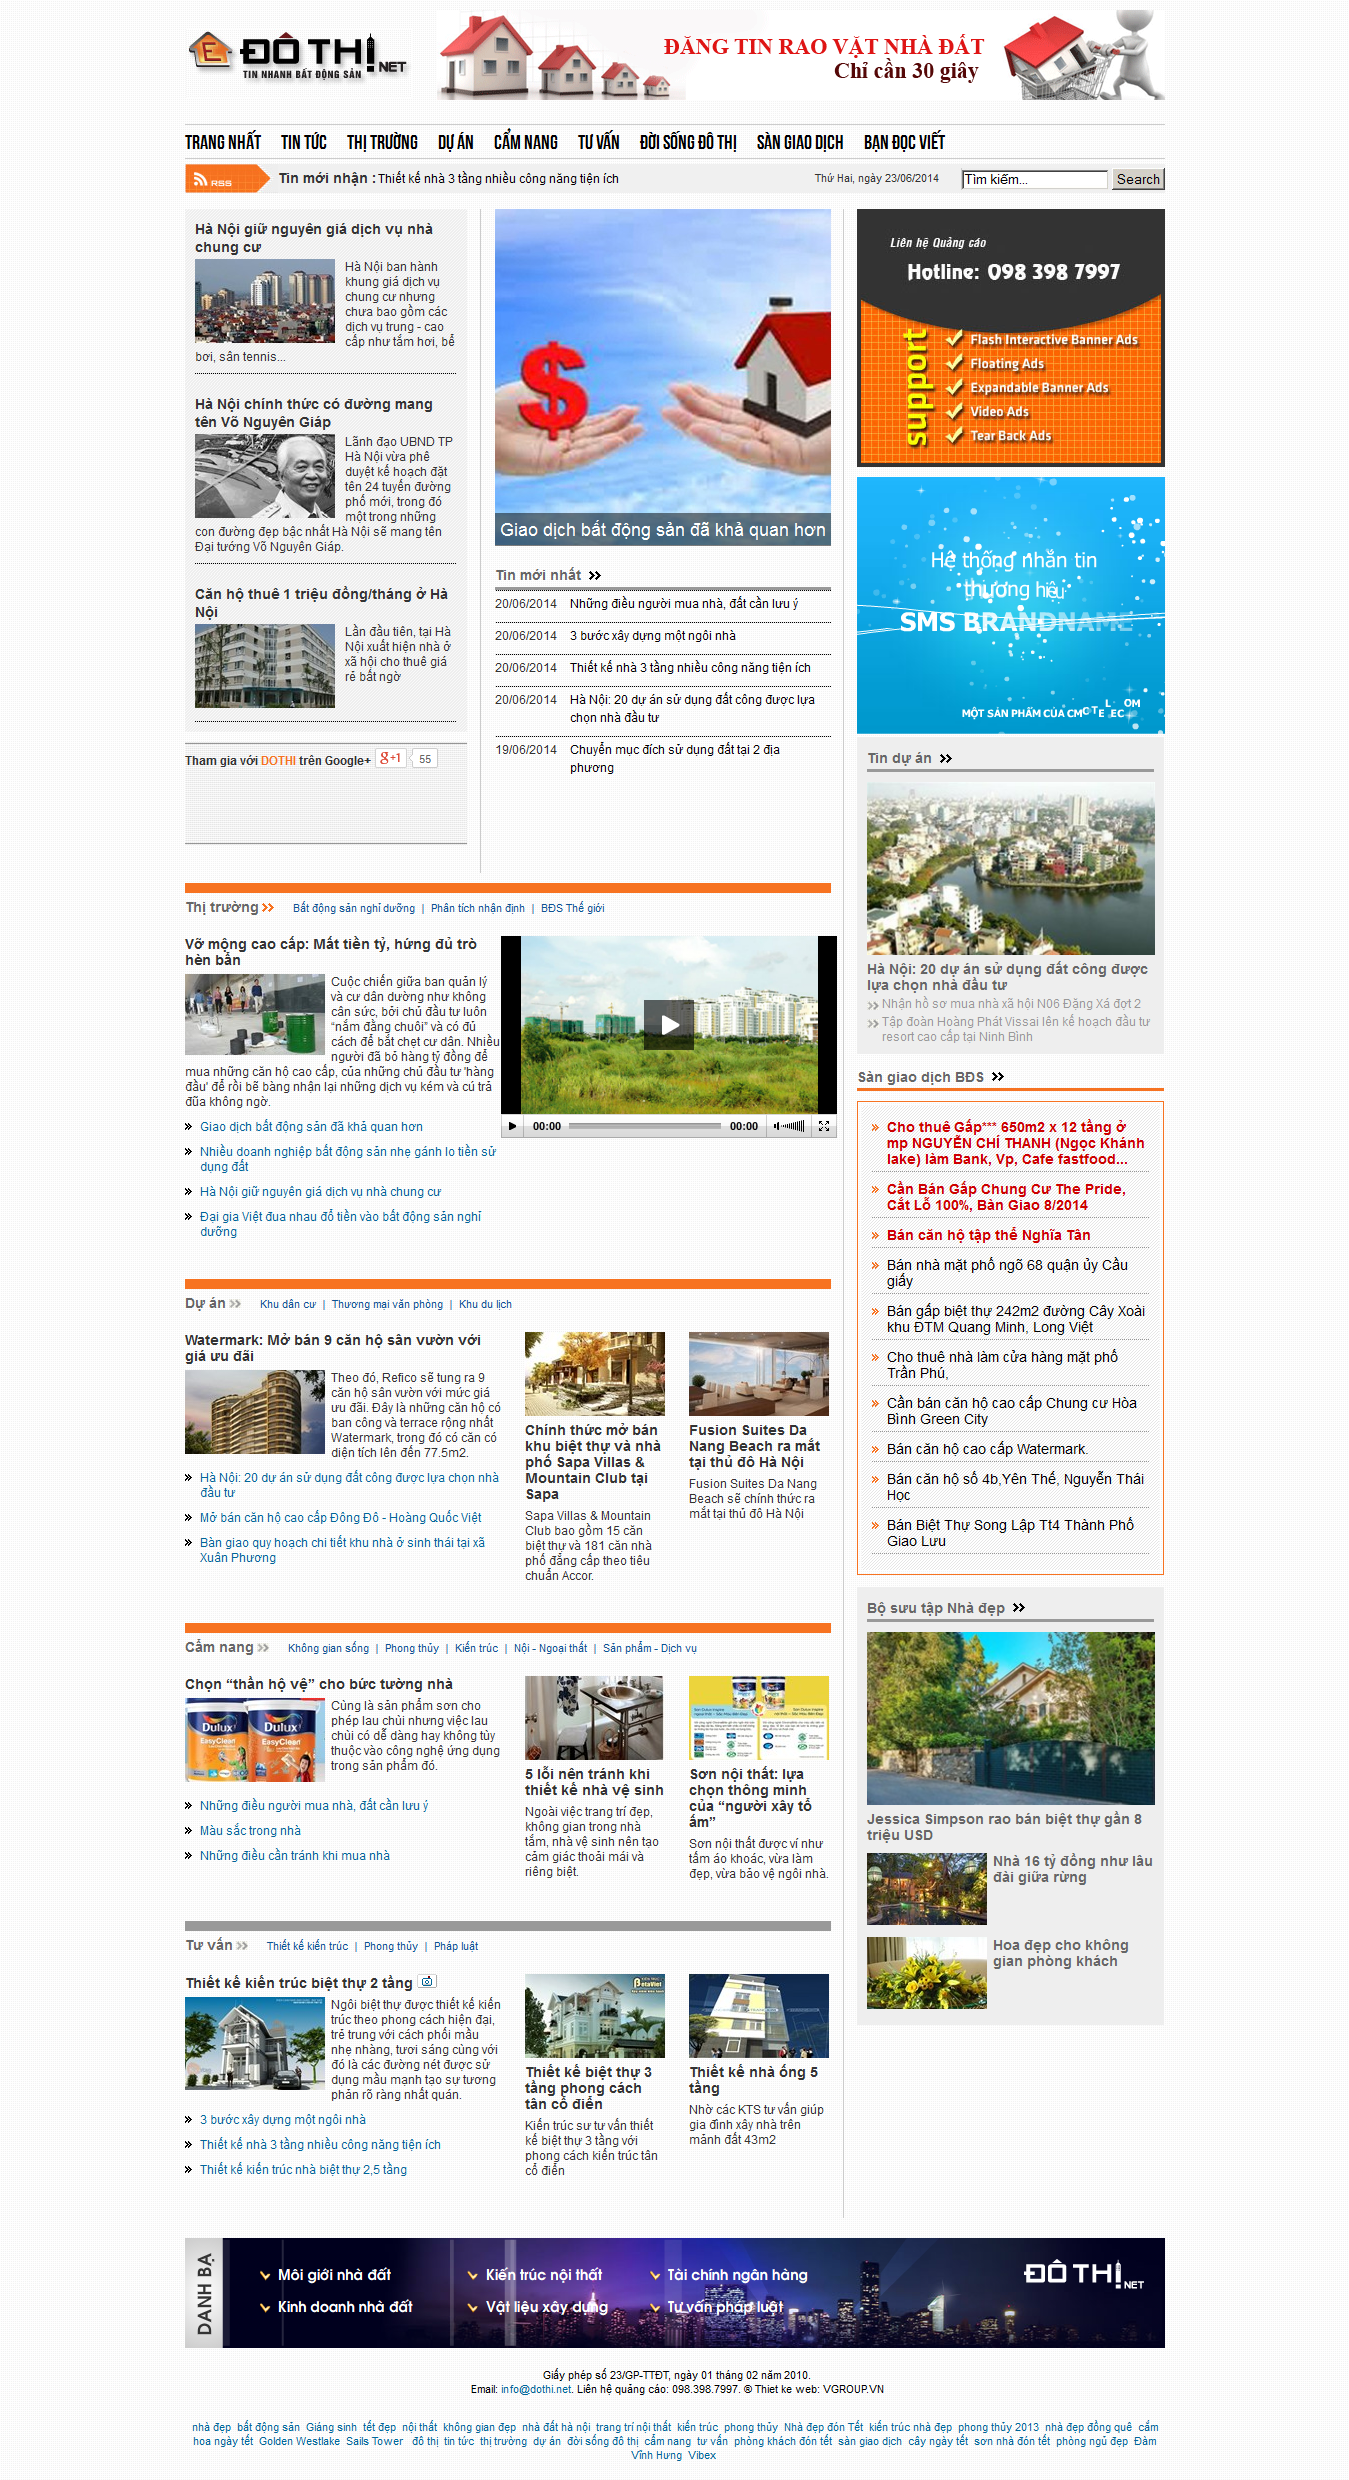 ĐÔ THỊ.NET
TIN NHANH BẤT ĐỘNG SẢN
ĐĂNG TIN RAO VẶT NHÀ ĐẤT
Chỉ cần 30 giây
TRANG NHẤT TIN TỨC THỊ TRƯỜNG DỰ ÁN CẨM NANG TƯ VẤN ĐỜI SỐNG ĐÔ THỊ SÀN GIAO DỊCH BẠN ĐỌC VIẾT
RSS Tin mới nhận : Thiết kế nhà 3 tầng nhiều công năng tiện ích Thứ Hai, ngày 23/06/2014 Tìm kiếm... Search
Hà Nội giữ nguyên giá dịch vụ nhà
chung cư
Hà Nội ban hành
khung giá dịch vụ
chung cư nhưng
chưa bao gồm các
dịch vụ trung - cao
cấp như tắm hơi, bể
bơi, sân tennis...
Hà Nội chính thức có đường mang
tên Võ Nguyên Giáp
Lãnh đạo UBND TP
Hà Nội vừa phê
duyệt kế hoạch đặt
tên 24 tuyến đường
phố mới, trong đó
một trong những
con đường đẹp bậc nhất Hà Nội sẽ mang tên
Đại tướng Võ Nguyên Giáp.
Căn hộ thuê 1 triệu đồng/tháng ở Hà
Nội
Lần đầu tiên, tại Hà
Nội xuất hiện nhà ở
xã hội cho thuê giá
rẻ bất ngờ
Tham gia với DOTHI trên Google+ g+1 55
Giao dịch bất động sản đã khả quan hơn
Tin mới nhất
20/06/2014 Những điều người mua nhà, đất cần lưu ý
20/06/2014 3 bước xây dựng một ngôi nhà
20/06/2014 Thiết kế nhà 3 tầng nhiều công năng tiện ích
20/06/2014 Hà Nội: 20 dự án sử dụng đất công được lựa
chọn nhà đầu tư
19/06/2014 Chuyển mục đích sử dụng đất tại 2 địa
phương
Liên hệ Quảng cáo
Hotline: 098 398 7997
support
Flash Interactive Banner Ads
Floating Ads
Expandable Banner Ads
Video Ads
Tear Back Ads
Hệ thống nhắn tin
thương hiệu
SMS BRANDNAME
MỘT SẢN PHẨM CỦA CMC TELECOM
Tin dự án
Hà Nội: 20 dự án sử dụng đất công được
lựa chọn nhà đầu tư
Nhận hồ sơ mua nhà xã hội N06 Đặng Xá đợt 2
Tập đoàn Hoàng Phát Vissai lên kế hoạch đầu tư
resort cao cấp tại Ninh Bình
Sàn giao dịch BĐS
Cho thuê Gấp*** 650m2 x 12 tầng ở
mp NGUYỄN CHÍ THANH (Ngọc Khánh
lake) làm Bank, Vp, Cafe fastfood...
Cần Bán Gấp Chung Cư The Pride,
Cắt Lỗ 100%, Bàn Giao 8/2014
Bán căn hộ tập thể Nghĩa Tân
Bán nhà mặt phố ngõ 68 quận ủy Cầu
giấy
Bán gấp biệt thự 242m2 đường Cây Xoài
khu ĐTM Quang Minh, Long Việt
Cho thuê nhà làm cửa hàng mặt phố
Trần Phú,
Cần bán căn hộ cao cấp Chung cư Hòa
Bình Green City
Bán căn hộ cao cấp Watermark.
Bán căn hộ số 4b,Yên Thế, Nguyễn Thái
Học
Bán Biệt Thự Song Lập Tt4 Thành Phố
Giao Lưu
Bộ sưu tập Nhà đẹp
Jessica Simpson rao bán biệt thự gần 8
triệu USD
Nhà 16 tỷ đồng như lâu
đài giữa rừng
Hoa đẹp cho không
gian phòng khách
Thị trường Bất động sản nghỉ dưỡng | Phân tích nhận định | BĐS Thế giới
Vỡ mộng cao cấp: Mất tiền tỷ, hứng đủ trò
hèn bẩn
Cuộc chiến giữa ban quản lý
và cư dân dường như không
cân sức, bởi chủ đầu tư luôn
“nắm đằng chuôi” và có đủ
cách để bắt chẹt cư dân. Nhiều
người đã bỏ hàng tỷ đồng để
mua những căn hộ cao cấp, của những chủ đầu tư 'hàng
đầu' để rồi bẽ bàng nhận lại những dịch vụ kém và cú trả
đũa không ngờ.
Giao dịch bất động sản đã khả quan hơn
Nhiều doanh nghiệp bất động sản nhẹ gánh lo tiền sử
dụng đất
Hà Nội giữ nguyên giá dịch vụ nhà chung cư
Đại gia Việt đua nhau đổ tiền vào bất động sản nghỉ
dưỡng
00:00 00:00
Dự án Khu dân cư | Thương mại văn phòng | Khu du lịch
Watermark: Mở bán 9 căn hộ sân vườn với
giá ưu đãi
Theo đó, Refico sẽ tung ra 9
căn hộ sân vườn với mức giá
ưu đãi. Đây là những căn hộ có
ban công và terrace rộng nhất
Watermark, trong đó có căn có
diện tích lên đến 77.5m2.
Hà Nội: 20 dự án sử dụng đất công được lựa chọn nhà
đầu tư
Mở bán căn hộ cao cấp Đông Đô - Hoàng Quốc Việt
Bàn giao quy hoạch chi tiết khu nhà ở sinh thái tại xã
Xuân Phương
Chính thức mở bán
khu biệt thự và nhà
phố Sapa Villas &
Mountain Club tại
Sapa
Sapa Villas & Mountain
Club bao gồm 15 căn
biệt thự và 181 căn nhà
phố đẳng cấp theo tiêu
chuẩn Accor.
Fusion Suites Da
Nang Beach ra mắt
tại thủ đô Hà Nội
Fusion Suites Da Nang
Beach sẽ chính thức ra
mắt tại thủ đô Hà Nội
Cẩm nang Không gian sống | Phong thủy | Kiến trúc | Nội - Ngoại thất | Sản phẩm - Dịch vụ
Chọn “thần hộ vệ” cho bức tường nhà
Dulux Dulux
EasyClean EasyClean
Cùng là sản phẩm sơn cho
phép lau chùi nhưng việc lau
chùi có dễ dàng hay không tùy
thuộc vào công nghệ ứng dụng
trong sản phẩm đó.
Những điều người mua nhà, đất cần lưu ý
Màu sắc trong nhà
Những điều cần tránh khi mua nhà
5 lỗi nên tránh khi
thiết kế nhà vệ sinh
Ngoài việc trang trí đẹp,
không gian trong nhà
tắm, nhà vệ sinh nên tạo
cảm giác thoải mái và
riêng biệt.
Sơn nội thất: lựa
chọn thông minh
của “người xây tổ
ấm”
Sơn nội thất được ví như
tấm áo khoác, vừa làm
đẹp, vừa bảo vệ ngôi nhà.
Tư vấn Thiết kế kiến trúc | Phong thủy | Pháp luật
Thiết kế kiến trúc biệt thự 2 tầng
Ngôi biệt thự được thiết kế kiến
trúc theo phong cách hiện đại,
trẻ trung với cách phối mầu
nhẹ nhàng, tươi sáng cùng với
đó là các đường nét được sử
dụng mầu mạnh tạo sự tương
phản rõ ràng nhất quán.
3 bước xây dựng một ngôi nhà
Thiết kế nhà 3 tầng nhiều công năng tiện ích
Thiết kế kiến trúc nhà biệt thự 2,5 tầng
BetaViet
Thiết kế biệt thự 3
tầng phong cách
tân cổ điển
Kiến trúc sư tư vấn thiết
kế biệt thự 3 tầng với
phong cách kiến trúc tân
cổ điển
Thiết kế nhà ống 5
tầng
Nhờ các KTS tư vấn giúp
gia đình xây nhà trên
mảnh đất 43m2
DANH BẠ
Môi giới nhà đất Kiến trúc nội thất Tài chính ngân hàng
Kinh doanh nhà đất Vật liệu xây dựng Tư vấn pháp luật
ĐÔ THỊ.NET
Giấy phép số 23/GP-TTĐT, ngày 01 tháng 02 năm 2010.
Email: info@dothi.net. Liên hệ quảng cáo: 098.398.7997. ® Thiet ke web: VGROUP.VN
nhà đẹp bất động sản Giáng sinh tết đẹp nội thất không gian đẹp nhà đất hà nội trang trí nội thất kiến trúc phong thủy Nhà đẹp đón Tết kiến trúc nhà đẹp phong thủy 2013 nhà đẹp đồng quê cắm
hoa ngày tết Golden Westlake Sails Tower đô thị tin tức thị trường dự án đời sống đô thị cẩm nang tư vấn phòng khách đón tết sàn giao dịch cây ngày tết sơn nhà đón tết phòng ngủ đẹp Đàm
Vĩnh Hưng Vibex